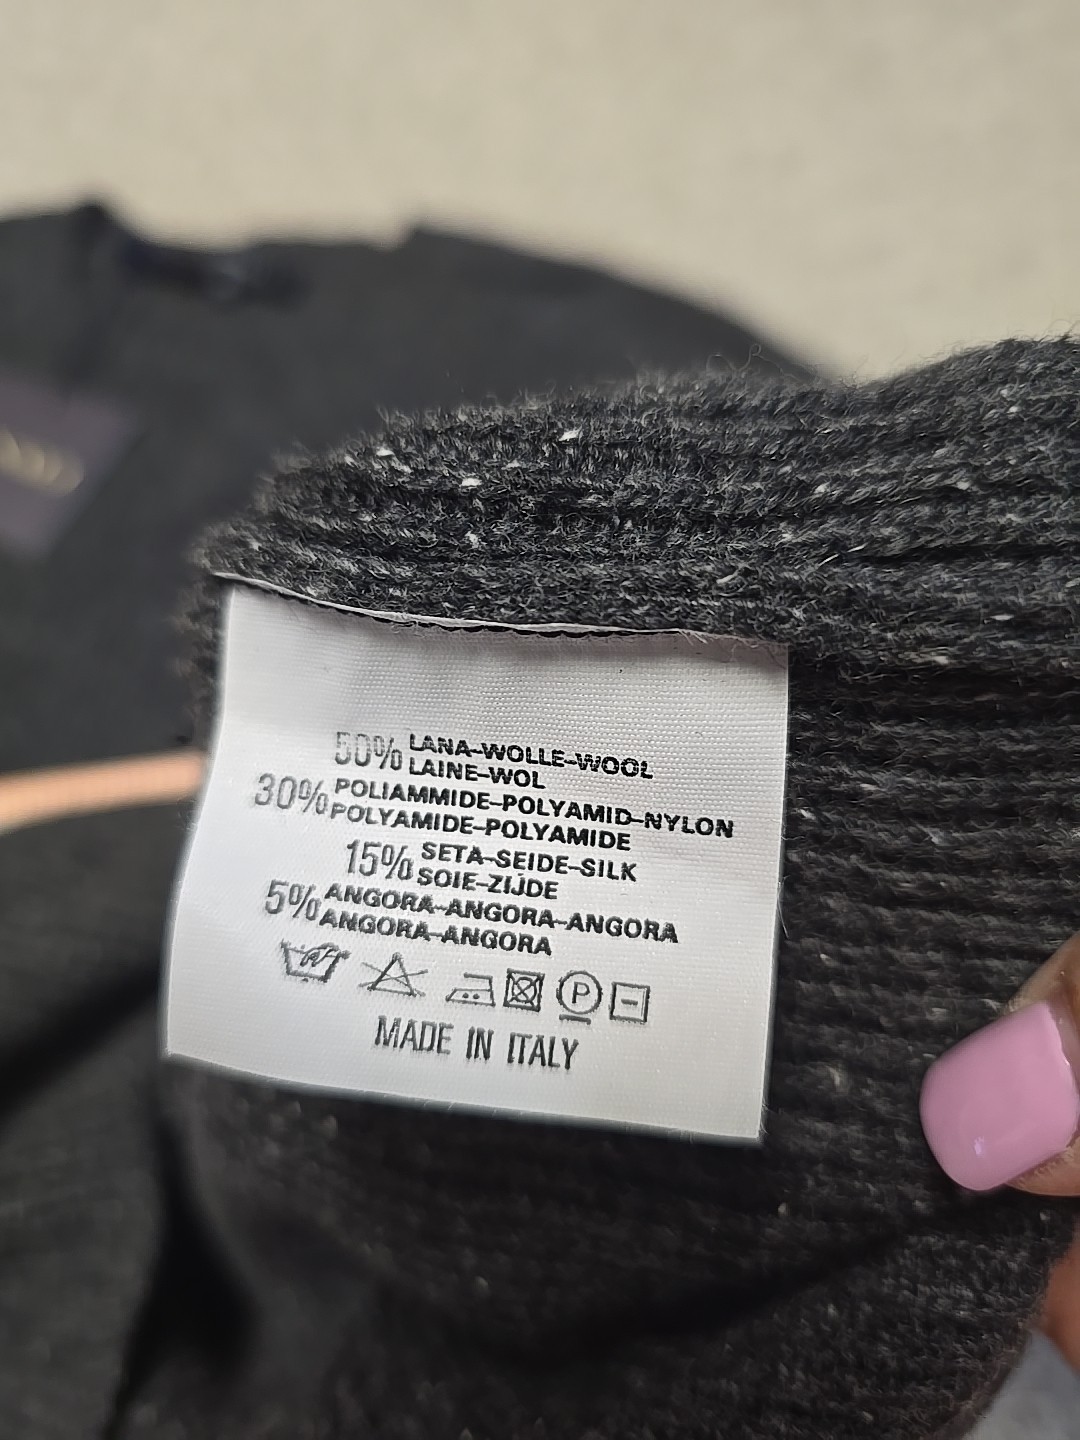 50% LANA-WOLLE-WOOL
LAINE-WOL
30% POLIAMMIDE-POLYAMID-NYLON
POLYAMIDE-POLYAMIDE
15% SETA-SEIDE-SILK
SOIE-ZIJDE
5% ANGORA-ANGORA-ANGORA
ANGORA-ANGORA
P
MADE IN ITALY